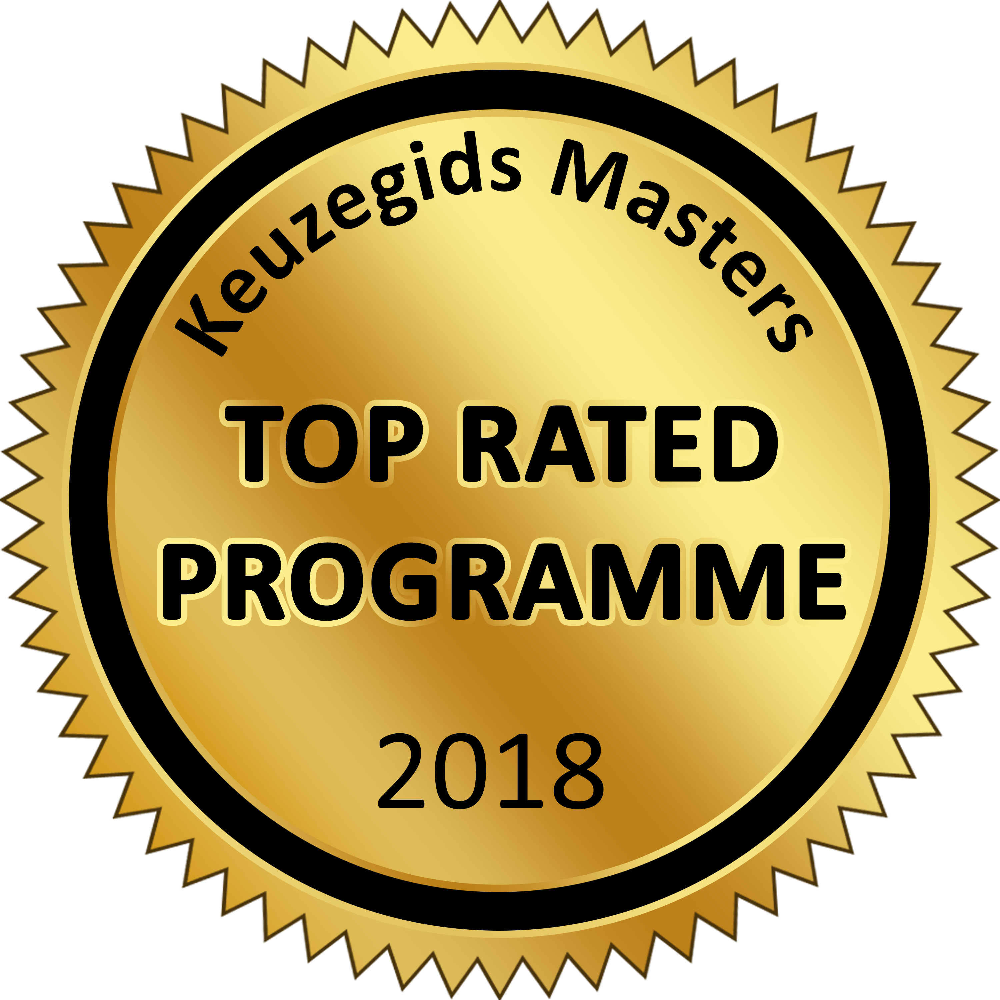 Keuzegids Masters
TOP RATED
PROGRAMME
2018